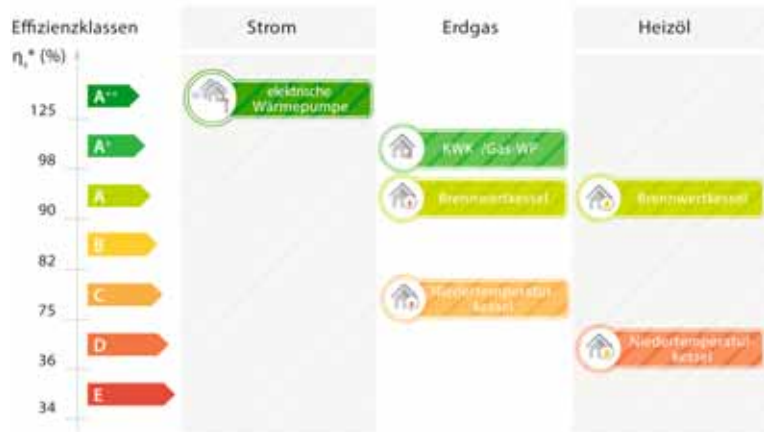 Effizienzklassen
Strom
Erdgas
Heizöl
ηs* (%)
A++
elektrische
Wärmepumpe
125
A+
KWK-/Gas-WP
98
A
Brennwertkessel
Brennwertkessel
90
B
82
C
Niedertemperatur-
kessel
75
D
Niedertemperatur-
kessel
36
E
34